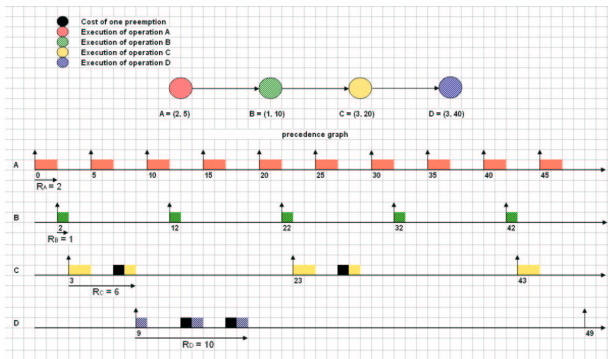 Cost of one preemption
Execution of operation A
Execution of operation B
Execution of operation C
Execution of operation D
A = (2, 5) B = (1, 10) C = (3, 20) D = (3, 40)
precedence graph
A
0 5 10 15 20 25 30 35 40 45
RA = 2
B
2 12 22 32 42
RB = 1
C
3 23 43
RC = 6
D
9 49
RD = 10